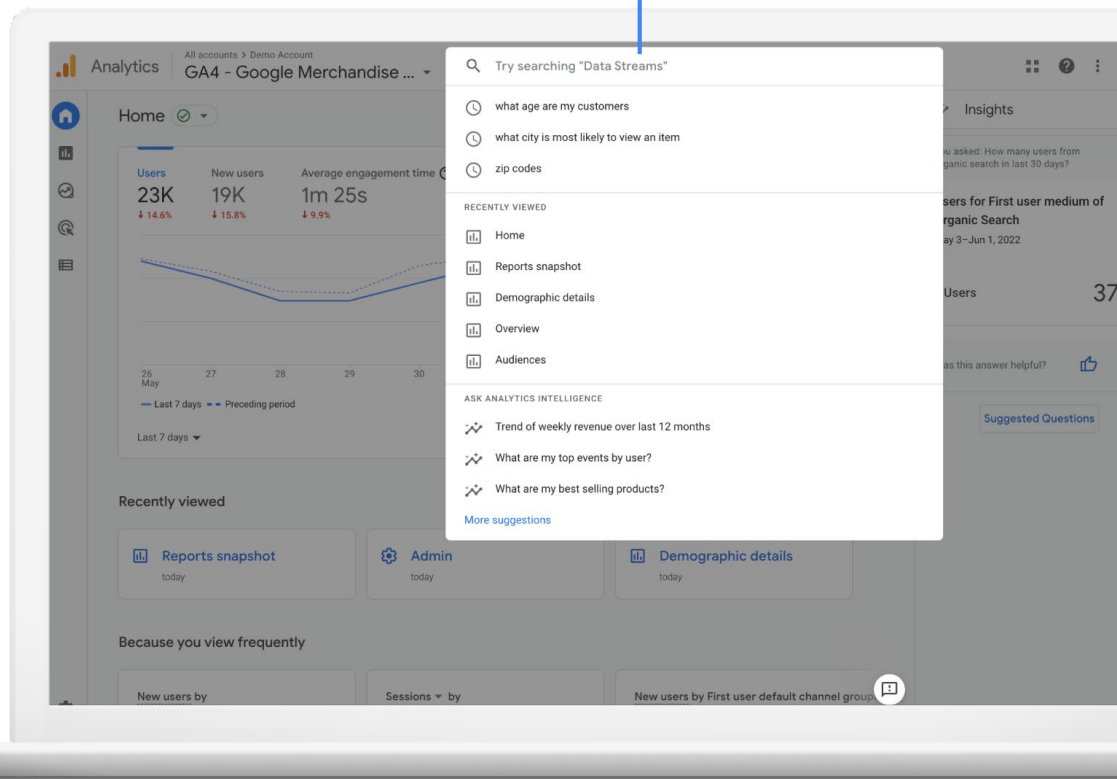 All accounts > Demo Account
Analytics
GA4 - Google Merchandise ...
Try searching "Data Streams"
what age are my customers
what city is most likely to view an item
zip codes
RECENTLY VIEWED
Home
Reports snapshot
Demographic details
Overview
Audiences
ASK ANALYTICS INTELLIGENCE
Trend of weekly revenue over last 12 months
What are my top events by user?
What are my best selling products?
More suggestions
Home
Users
New users
Average engagement time
23K
19K
1m 25s
↓ 14.6%
↓ 15.8%
↓ 9.9%
26
May
27
28
29
30
Last 7 days
Preceding period
Last 7 days
Recently viewed
Reports snapshot
today
Admin
today
Demographic details
today
Because you view frequently
New users by
Sessions by
New users by First user default channel group
Insights
asked: How many users from
search in last 30 days?
for First user medium of
Search
3–Jun 1, 2022
Users
37
this answer helpful?
Suggested Questions